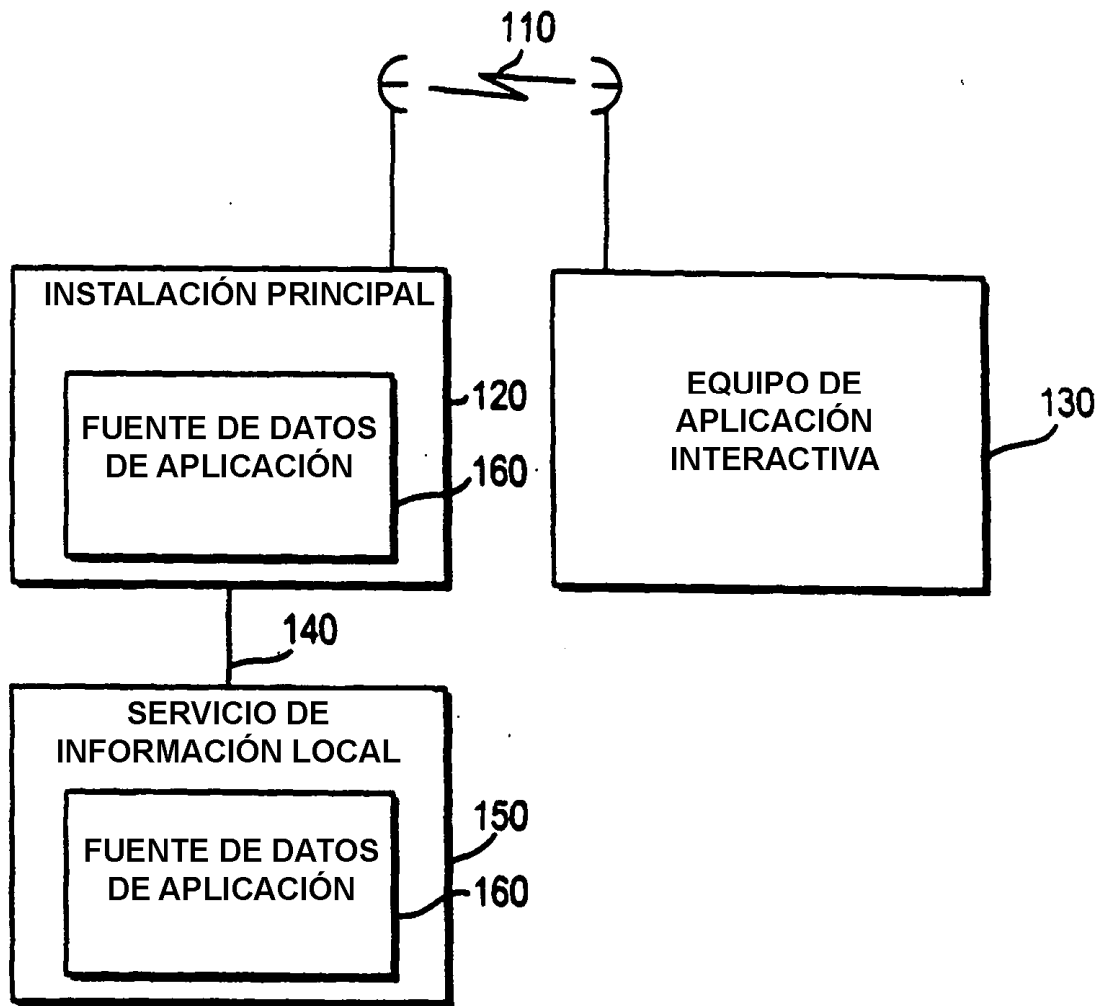 110
INSTALACIÓN PRINCIPAL
FUENTE DE DATOS
DE APLICACIÓN
120
160
EQUIPO DE
APLICACIÓN
INTERACTIVA
130
140
SERVICIO DE
INFORMACIÓN LOCAL
FUENTE DE DATOS
DE APLICACIÓN
150
160